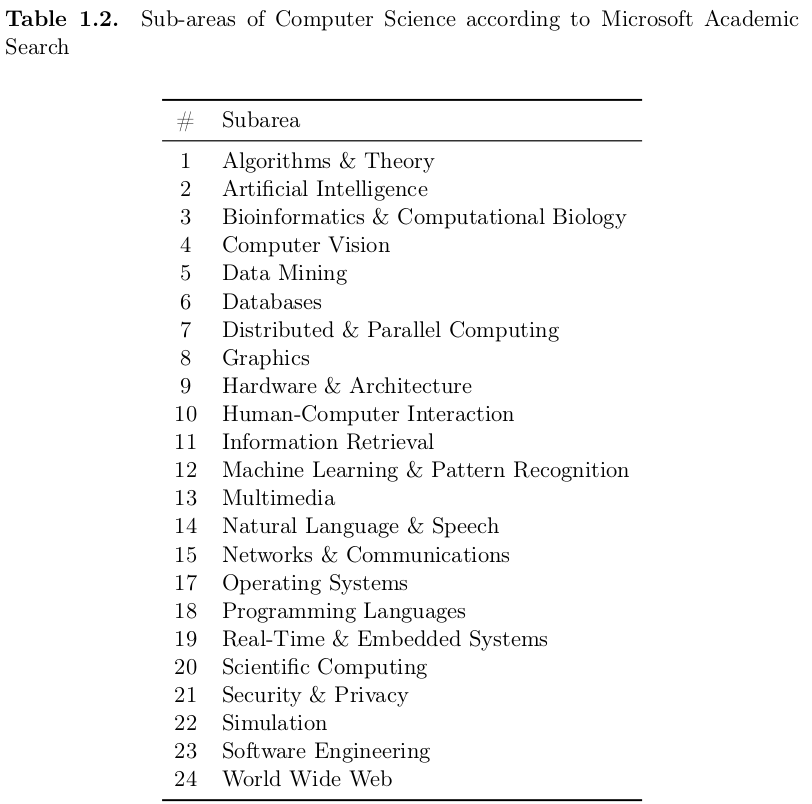 Table 1.2. Sub-areas of Computer Science according to Microsoft Academic
Search
# Subarea
1 Algorithms & Theory
2 Artificial Intelligence
3 Bioinformatics & Computational Biology
4 Computer Vision
5 Data Mining
6 Databases
7 Distributed & Parallel Computing
8 Graphics
9 Hardware & Architecture
10 Human-Computer Interaction
11 Information Retrieval
12 Machine Learning & Pattern Recognition
13 Multimedia
14 Natural Language & Speech
15 Networks & Communications
17 Operating Systems
18 Programming Languages
19 Real-Time & Embedded Systems
20 Scientific Computing
21 Security & Privacy
22 Simulation
23 Software Engineering
24 World Wide Web